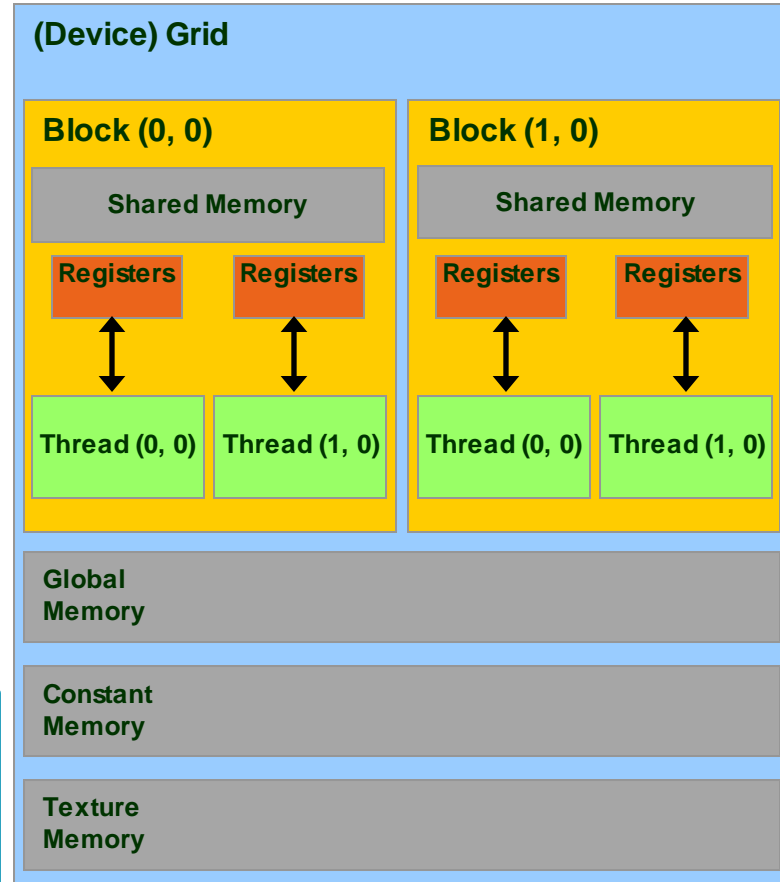 (Device) Grid
Block (0, 0)
Shared Memory
Registers
Registers
Thread (0, 0)
Thread (1, 0)
Block (1, 0)
Shared Memory
Registers
Registers
Thread (0, 0)
Thread (1, 0)
Global
Memory
Constant
Memory
Texture
Memory